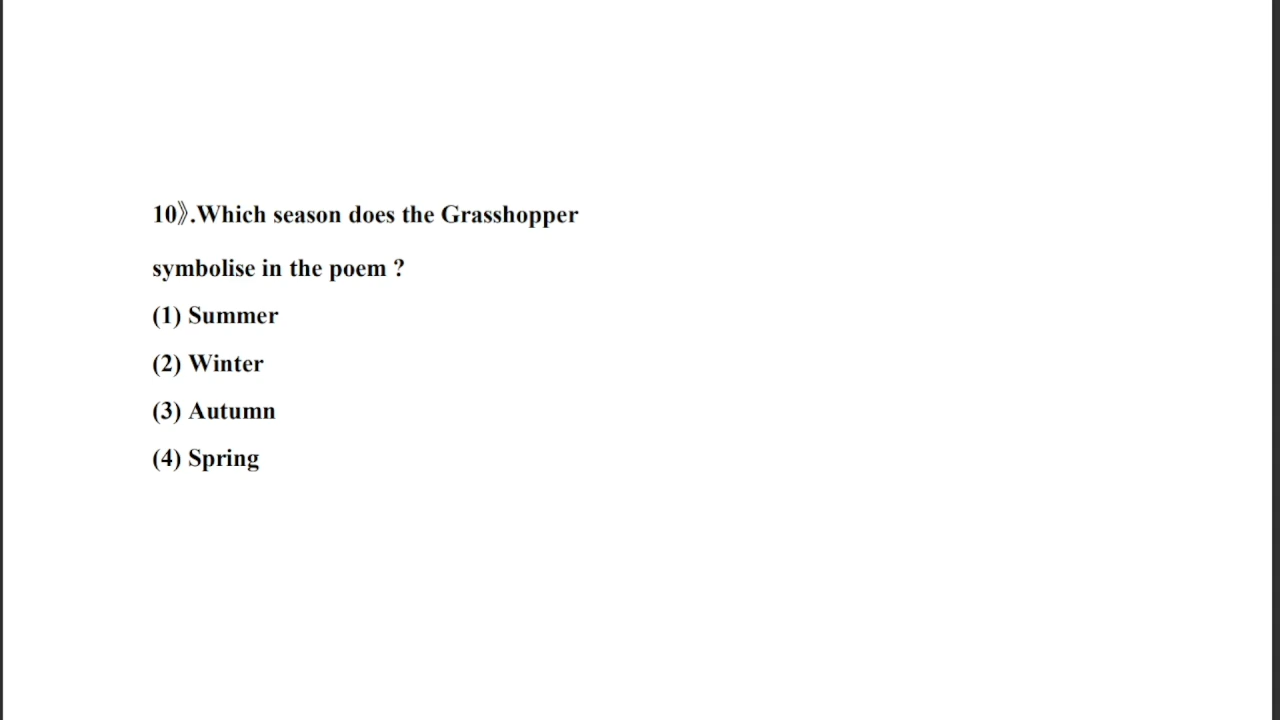 10》.Which season does the Grasshopper
symbolise in the poem ?
(1) Summer
(2) Winter
(3) Autumn
(4) Spring